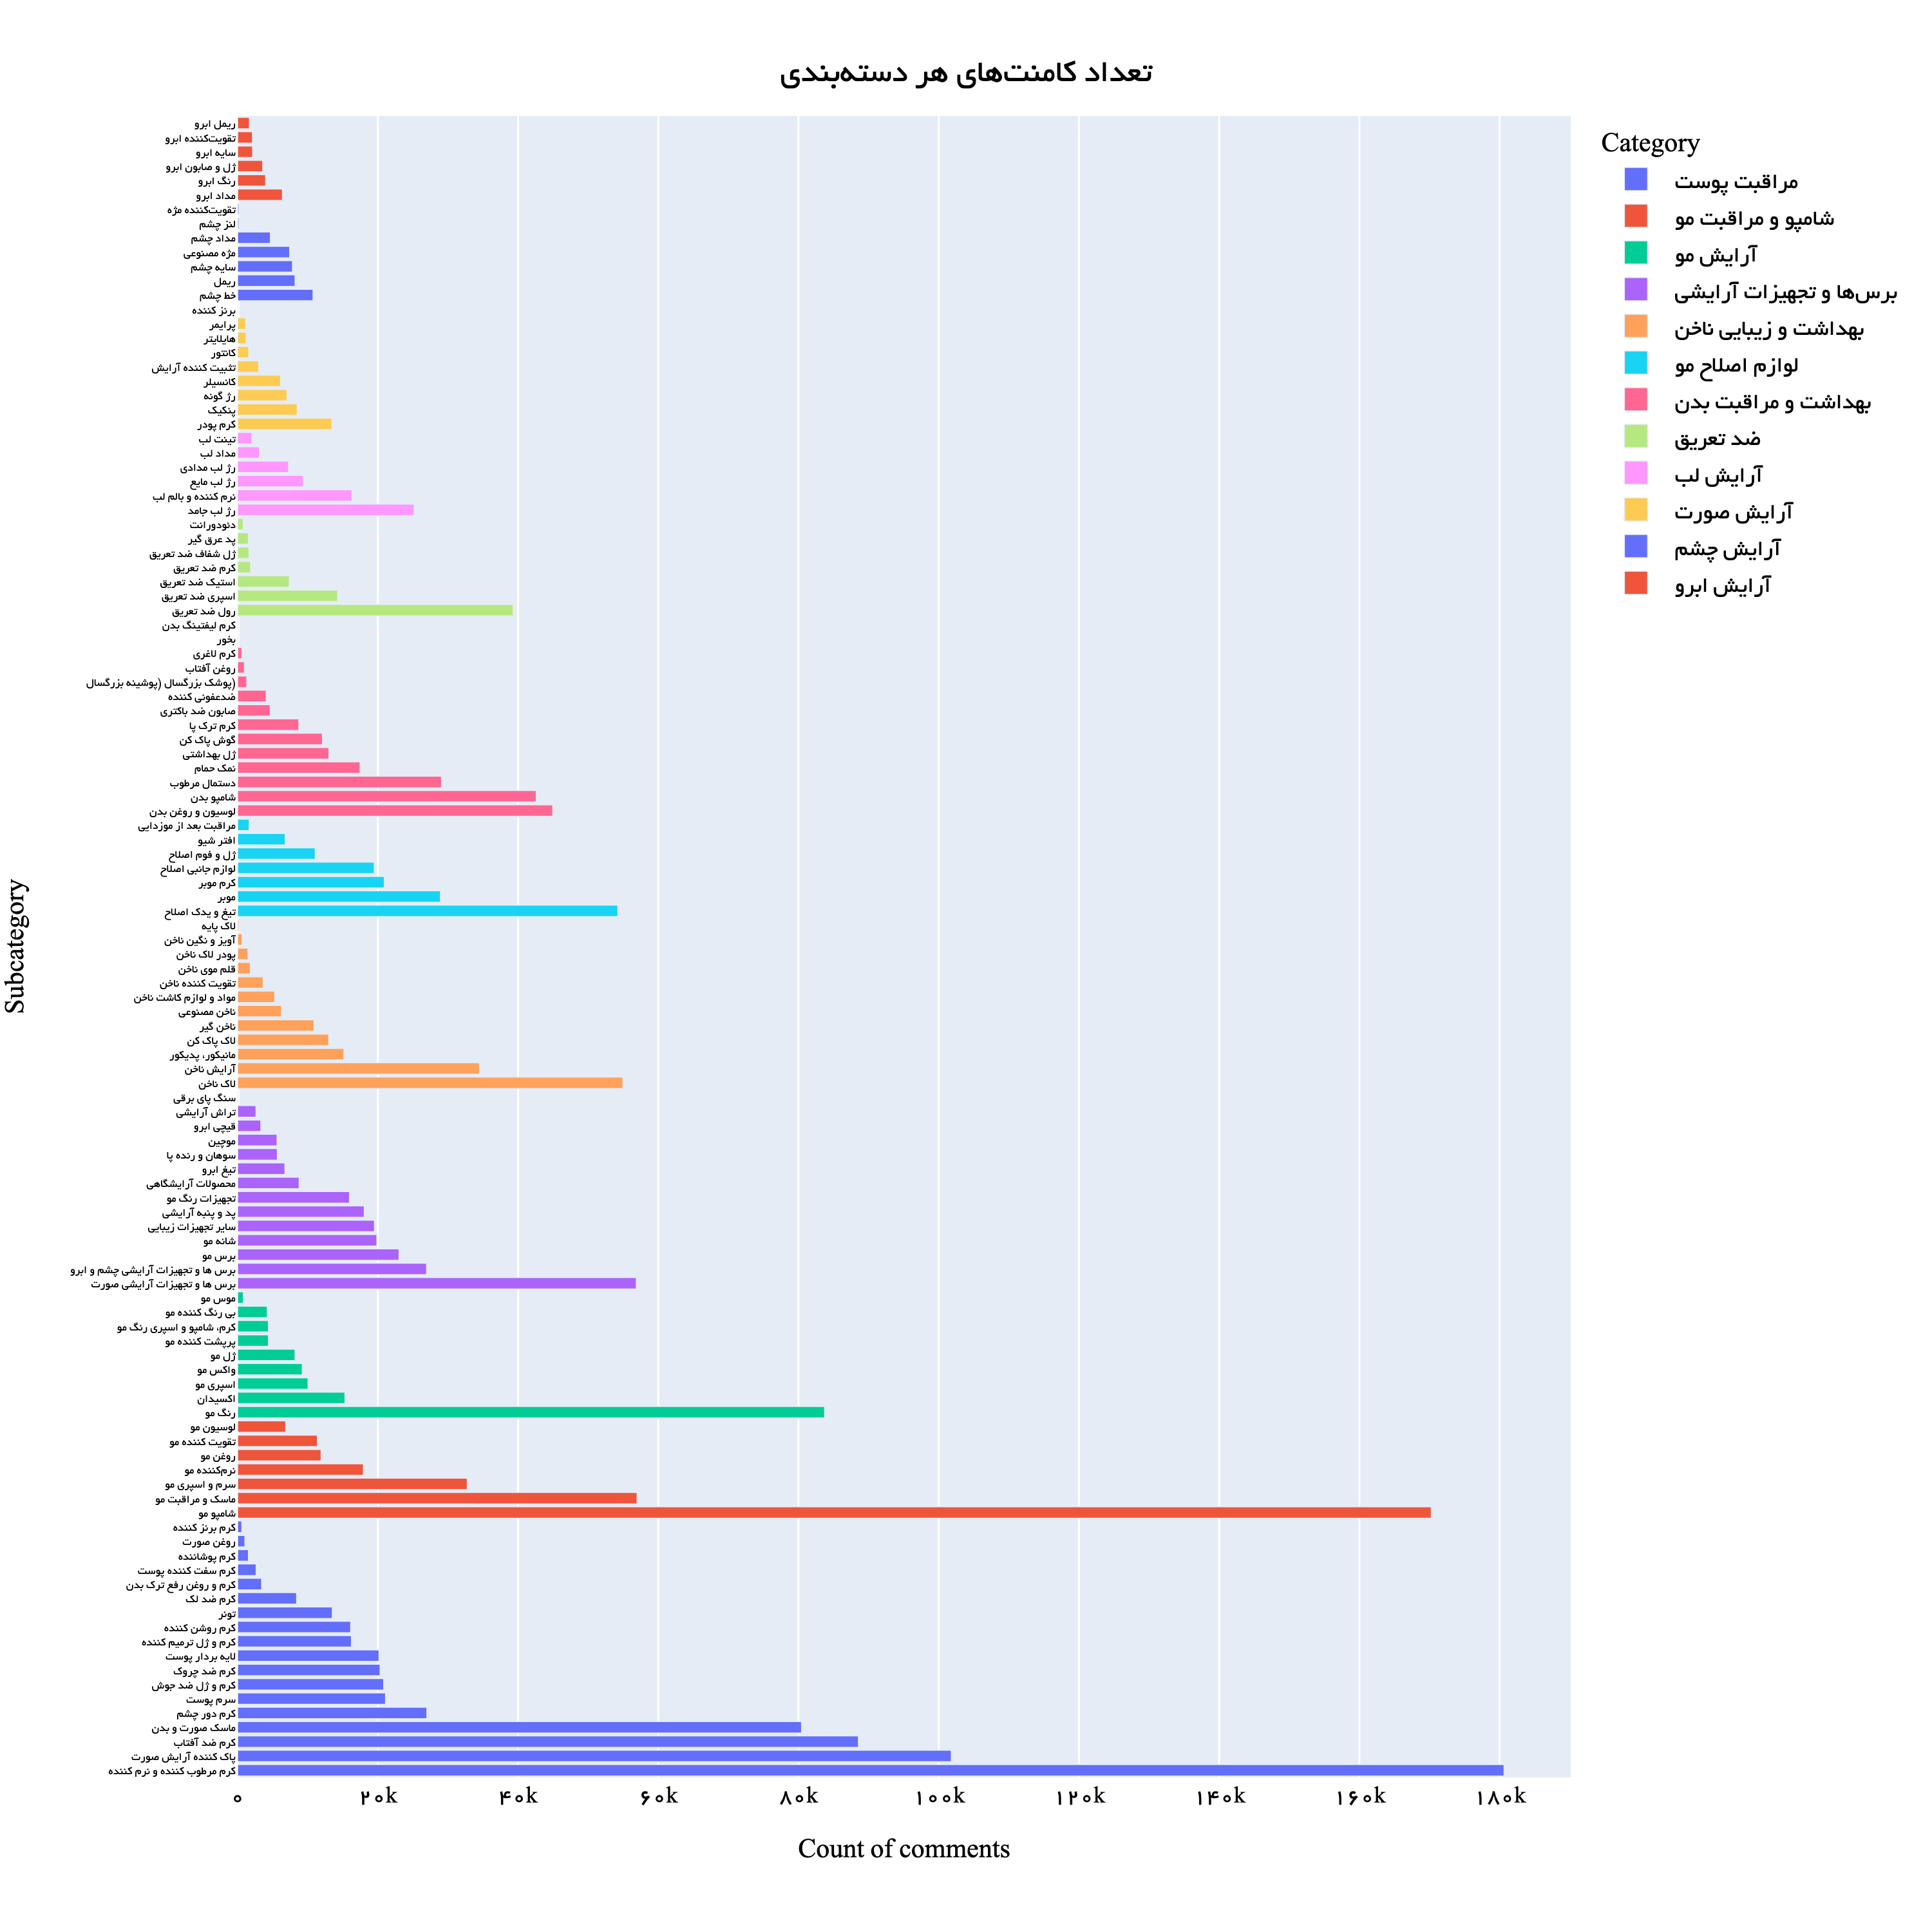 تعداد کامنت‌های هر دسته‌بندی
Category
مراقبت پوست
شامپو و مراقبت مو
آرایش مو
برس‌ها و تجهیزات آرایشی
بهداشت و زیبایی ناخن
لوازم اصلاح مو
بهداشت و مراقبت بدن
ضد تعریق
آرایش لب
آرایش صورت
آرایش چشم
آرایش ابرو
Subcategory
ریمل ابرو
تقویت‌کننده ابرو
سایه ابرو
ژل و صابون ابرو
رنگ ابرو
مداد ابرو
تقویت‌کننده مژه
لنز چشم
مداد چشم
مژه مصنوعی
سایه چشم
ریمل
خط چشم
برنز کننده
پرایمر
هایلایتر
کانتور
تثبیت کننده آرایش
کانسیلر
رژ گونه
پنکیک
کرم پودر
تینت لب
مداد لب
رژ لب مدادی
رژ لب مایع
نرم کننده و بالم لب
رژ لب جامد
دئودورانت
پد عرق گیر
ژل شفاف ضد تعریق
کرم ضد تعریق
استیک ضد تعریق
اسپری ضد تعریق
رول ضد تعریق
کرم لیفتینگ بدن
بخور
کرم لاغری
روغن آفتاب
(پوشک بزرگسال (پوشینه بزرگسال
ضدعفونی کننده
صابون ضد باکتری
کرم ترک پا
گوش پاک کن
ژل بهداشتی
نمک حمام
دستمال مرطوب
شامپو بدن
لوسیون و روغن بدن
مراقبت بعد از موزدایی
افتر شیو
ژل و فوم اصلاح
لوازم جانبی اصلاح
کرم موبر
موبر
تیغ و یدک اصلاح
لاک پایه
آویز و نگین ناخن
پودر لاک ناخن
قلم موی ناخن
تقویت کننده ناخن
مواد و لوازم کاشت ناخن
ناخن مصنوعی
ناخن گیر
لاک پاک کن
مانیکور، پدیکور
آرایش ناخن
لاک ناخن
سنگ پای برقی
تراش آرایشی
قیچی ابرو
موچین
سوهان و رنده پا
تیغ ابرو
محصولات آرایشگاهی
تجهیزات رنگ مو
پد و پنبه آرایشی
سایر تجهیزات زیبایی
شانه مو
برس مو
برس ها و تجهیزات آرایشی چشم و ابرو
برس ها و تجهیزات آرایشی صورت
موس مو
بی رنگ کننده مو
کرم، شامپو و اسپری رنگ مو
پرپشت کننده مو
ژل مو
واکس مو
اسپری مو
اکسیدان
رنگ مو
لوسیون مو
تقویت کننده مو
روغن مو
نرم‌کننده مو
سرم و اسپری مو
ماسک و مراقبت مو
شامپو مو
کرم برنز کننده
روغن صورت
کرم پوشاننده
کرم سفت کننده پوست
کرم و روغن رفع ترک بدن
کرم ضد لک
تونر
کرم روشن کننده
کرم و ژل ترمیم کننده
لایه بردار پوست
کرم ضد چروک
کرم و ژل ضد جوش
سرم پوست
کرم دور چشم
ماسک صورت و بدن
کرم ضد آفتاب
پاک کننده آرایش صورت
کرم مرطوب کننده و نرم کننده
۰ ۲۰k ۴۰k ۶۰k ۸۰k ۱۰۰k ۱۲۰k ۱۴۰k ۱۶۰k ۱۸۰k
Count of comments